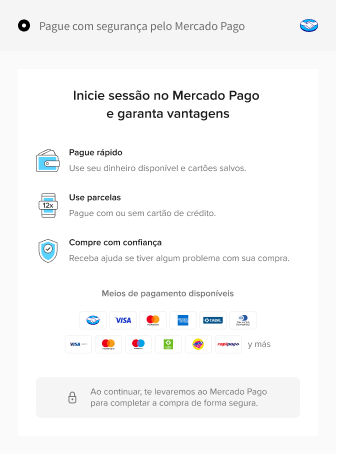 Pague com segurança pelo Mercado Pago
Inicie sessão no Mercado Pago
e garanta vantagens
Pague rápido
Use seu dinheiro disponível e cartões salvos.
12x
Use parcelas
Pague com ou sem cartão de crédito.
Compre com confiança
Receba ajuda se tiver algum problema com sua compra.
Meios de pagamento disponíveis
VISA CABAL
VISA rapipago y más
Ao continuar, te levaremos ao Mercado Pago
para completar a compra de forma segura.